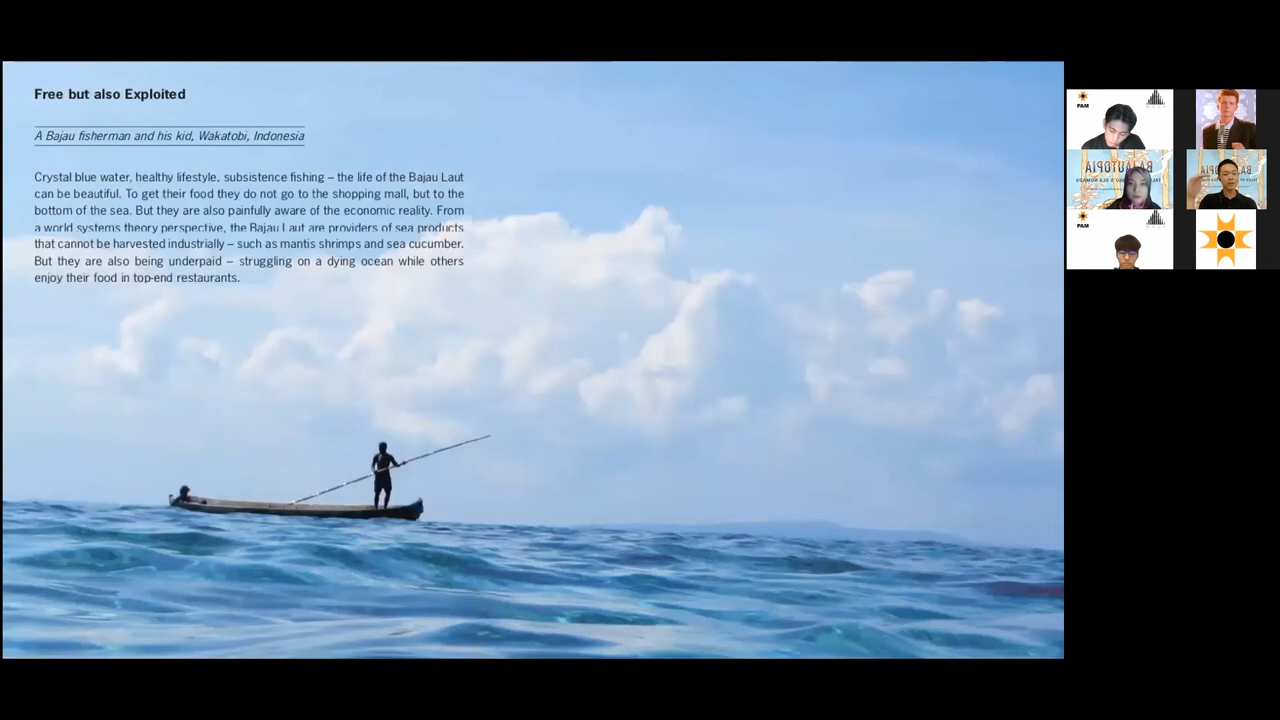 Free but also Exploited
A Bajau fisherman and his kid, Wakatobi, Indonesia
Crystal blue water, healthy lifestyle, subsistence fishing – the life of the Bajau Laut
can be beautiful. To get their food they do not go to the shopping mall, but to the
bottom of the sea. But they are also painfully aware of the economic reality. From
a world systems theory perspective, the Bajau Laut are providers of sea products
that cannot be harvested industrially – such as mantis shrimps and sea cucumber.
But they are also being underpaid – struggling on a dying ocean while others
enjoy their food in top-end restaurants.
PAM
BAJAUTOPIA
PAM